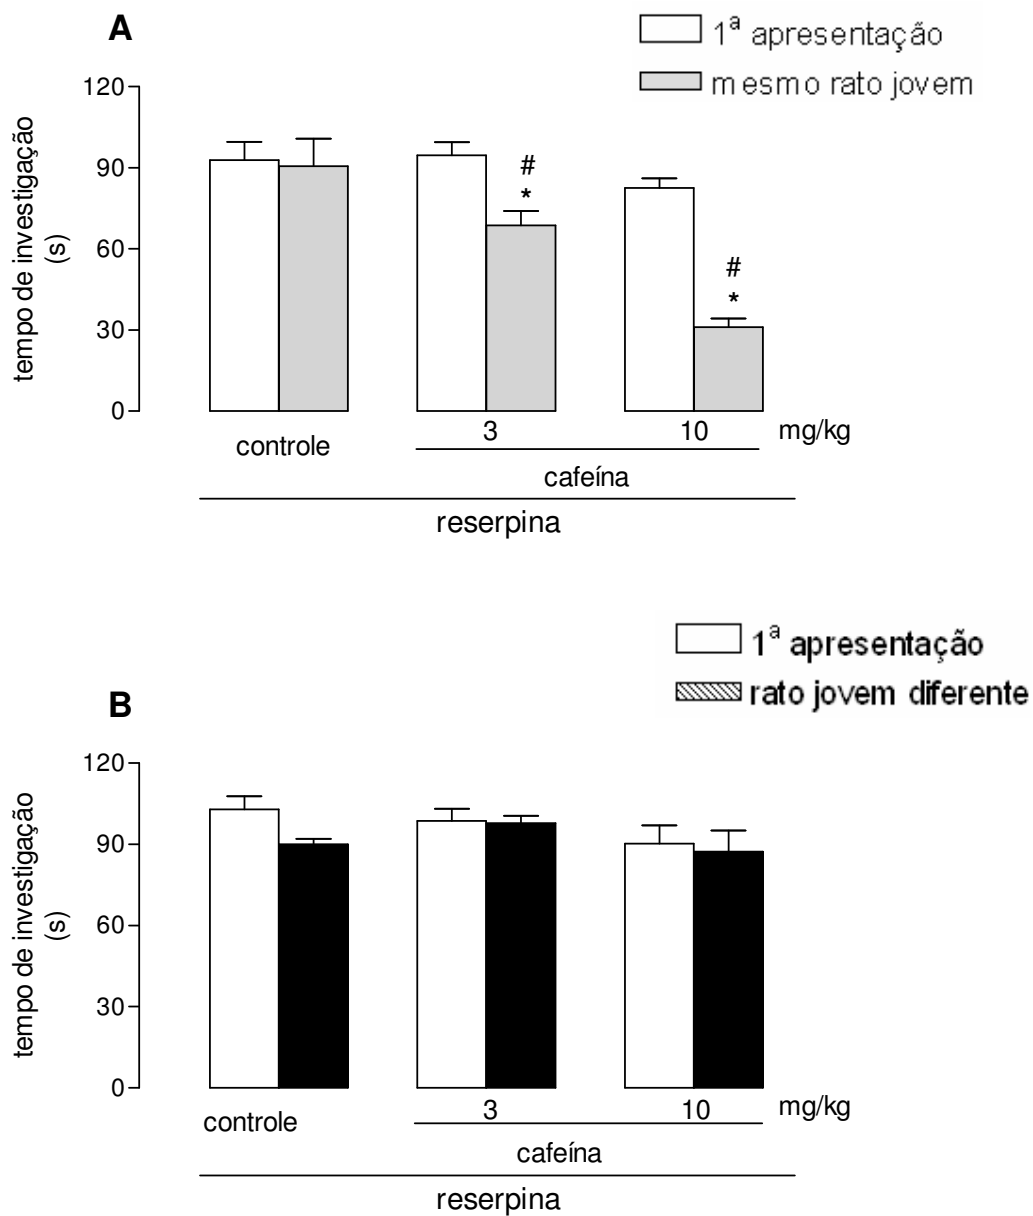 A
1ª apresentação
mesmo rato jovem
120
90
60
30
0
tempo de investigação
(s)
#
*
#
*
controle
3
10
mg/kg
cafeína
reserpina
1ª apresentação
rato jovem diferente
B
120
90
60
30
0
tempo de investigação
(s)
controle
3
10
mg/kg
cafeína
reserpina